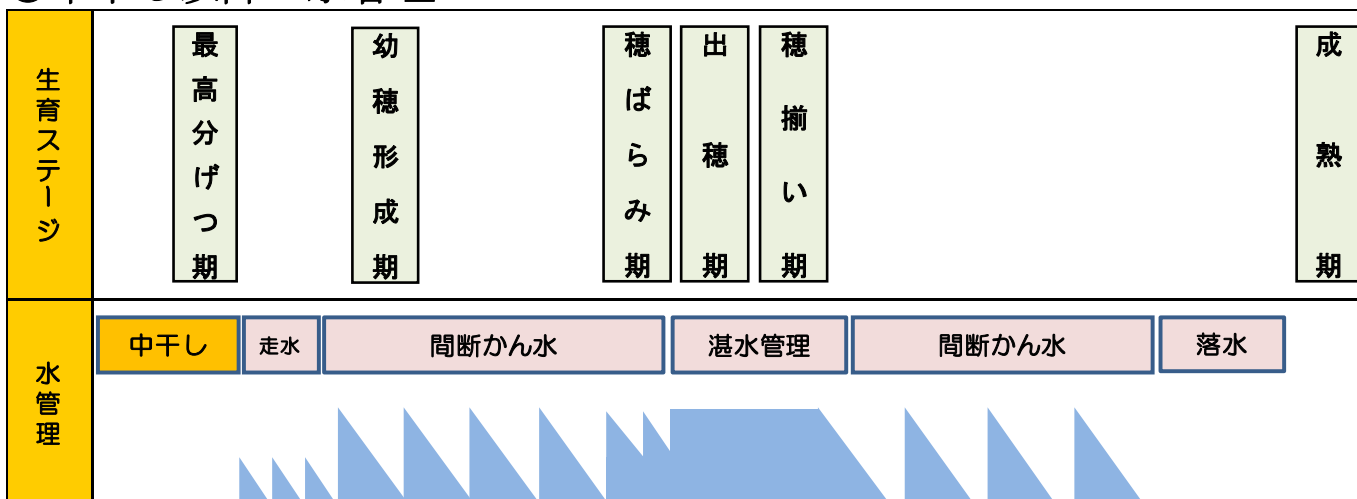 生育ステージ
最高分げつ期
幼穂形成期
穂ばらみ期
出穂期
穂揃い期
成熟期
水管理
中干し
走水
間断かん水
湛水管理
間断かん水
落水